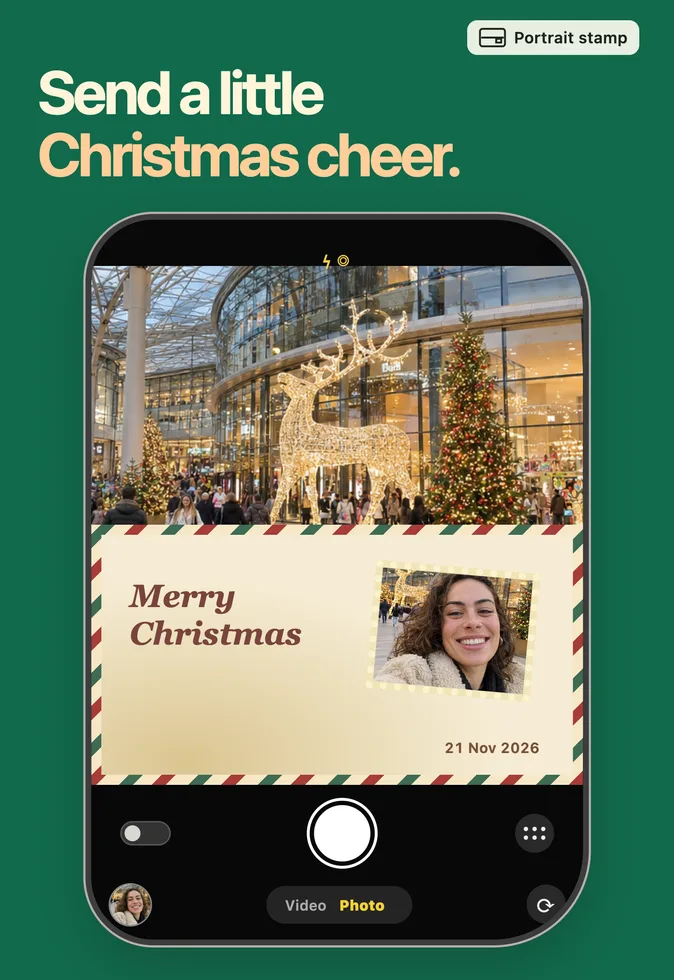 Portrait stamp
Send a little
Christmas cheer.
Merry
Christmas
21 Nov 2026
Video Photo